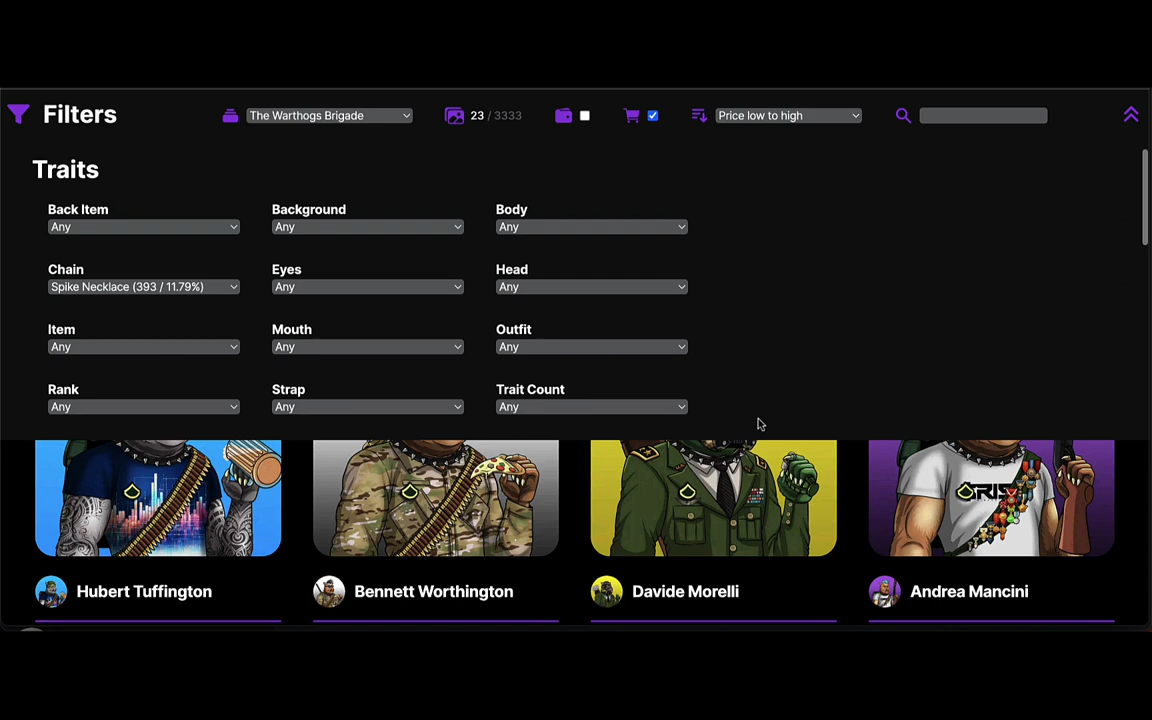 Filters
The Warthogs Brigade
23 / 3333
Price low to high
Traits
Back Item
Background
Body
Any
Any
Any
Chain
Eyes
Head
Spike Necklace (393 / 11.79%)
Any
Any
Item
Mouth
Outfit
Any
Any
Any
Rank
Strap
Trait Count
Any
Any
Any
Hubert Tuffington
Bennett Worthington
Davide Morelli
Andrea Mancini